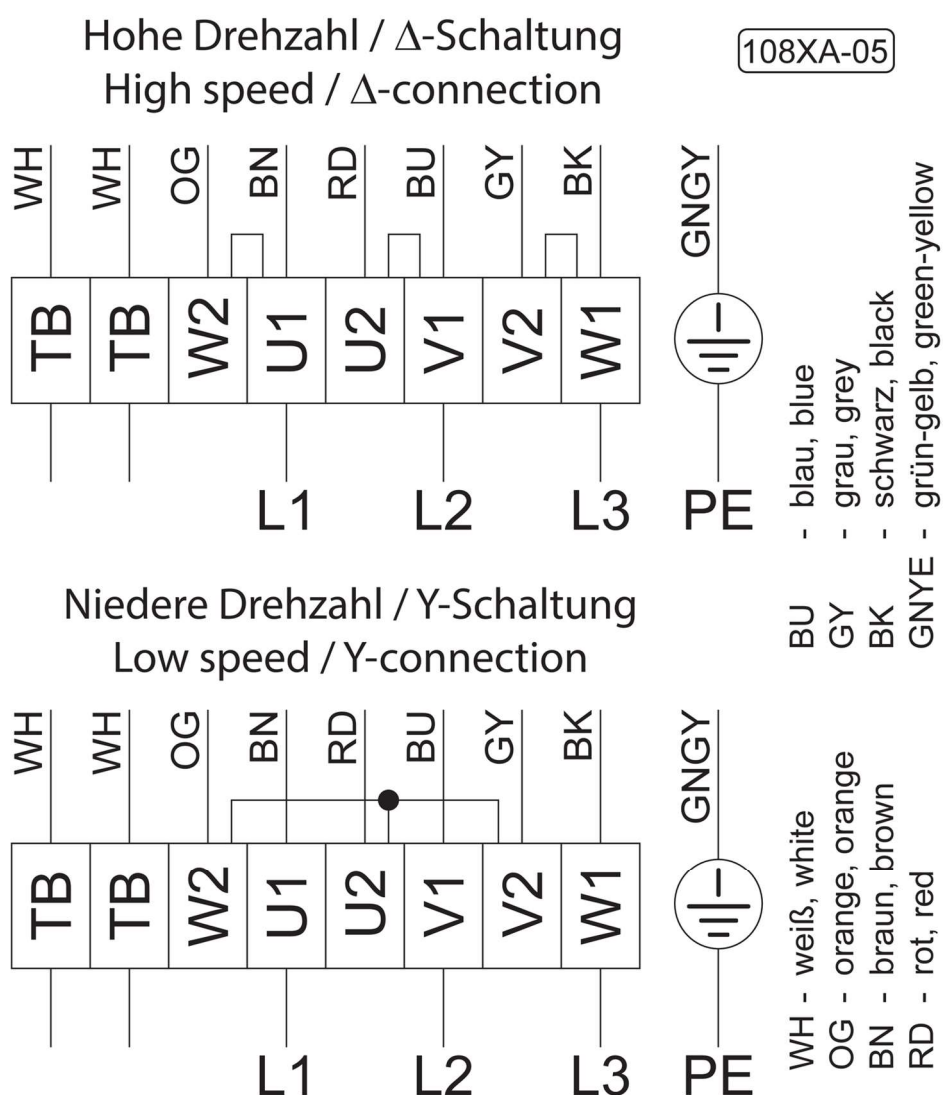 Hohe Drehzahl / Δ-Schaltung
High speed / Δ-connection
108XA-05
WH
WH
OG
BN
RD
BU
GY
BK
GNGY
TB
TB
W2
U1
U2
V1
V2
W1
L1
L2
L3
PE
BU - blau, blue
GY - grau, grey
BK - schwarz, black
GNYE - grün-gelb, green-yellow
Niedere Drehzahl / Y-Schaltung
Low speed / Y-connection
WH
WH
OG
BN
RD
BU
GY
BK
GNGY
TB
TB
W2
U1
U2
V1
V2
W1
L1
L2
L3
PE
WH - weiß, white
OG - orange, orange
BN - braun, brown
RD - rot, red